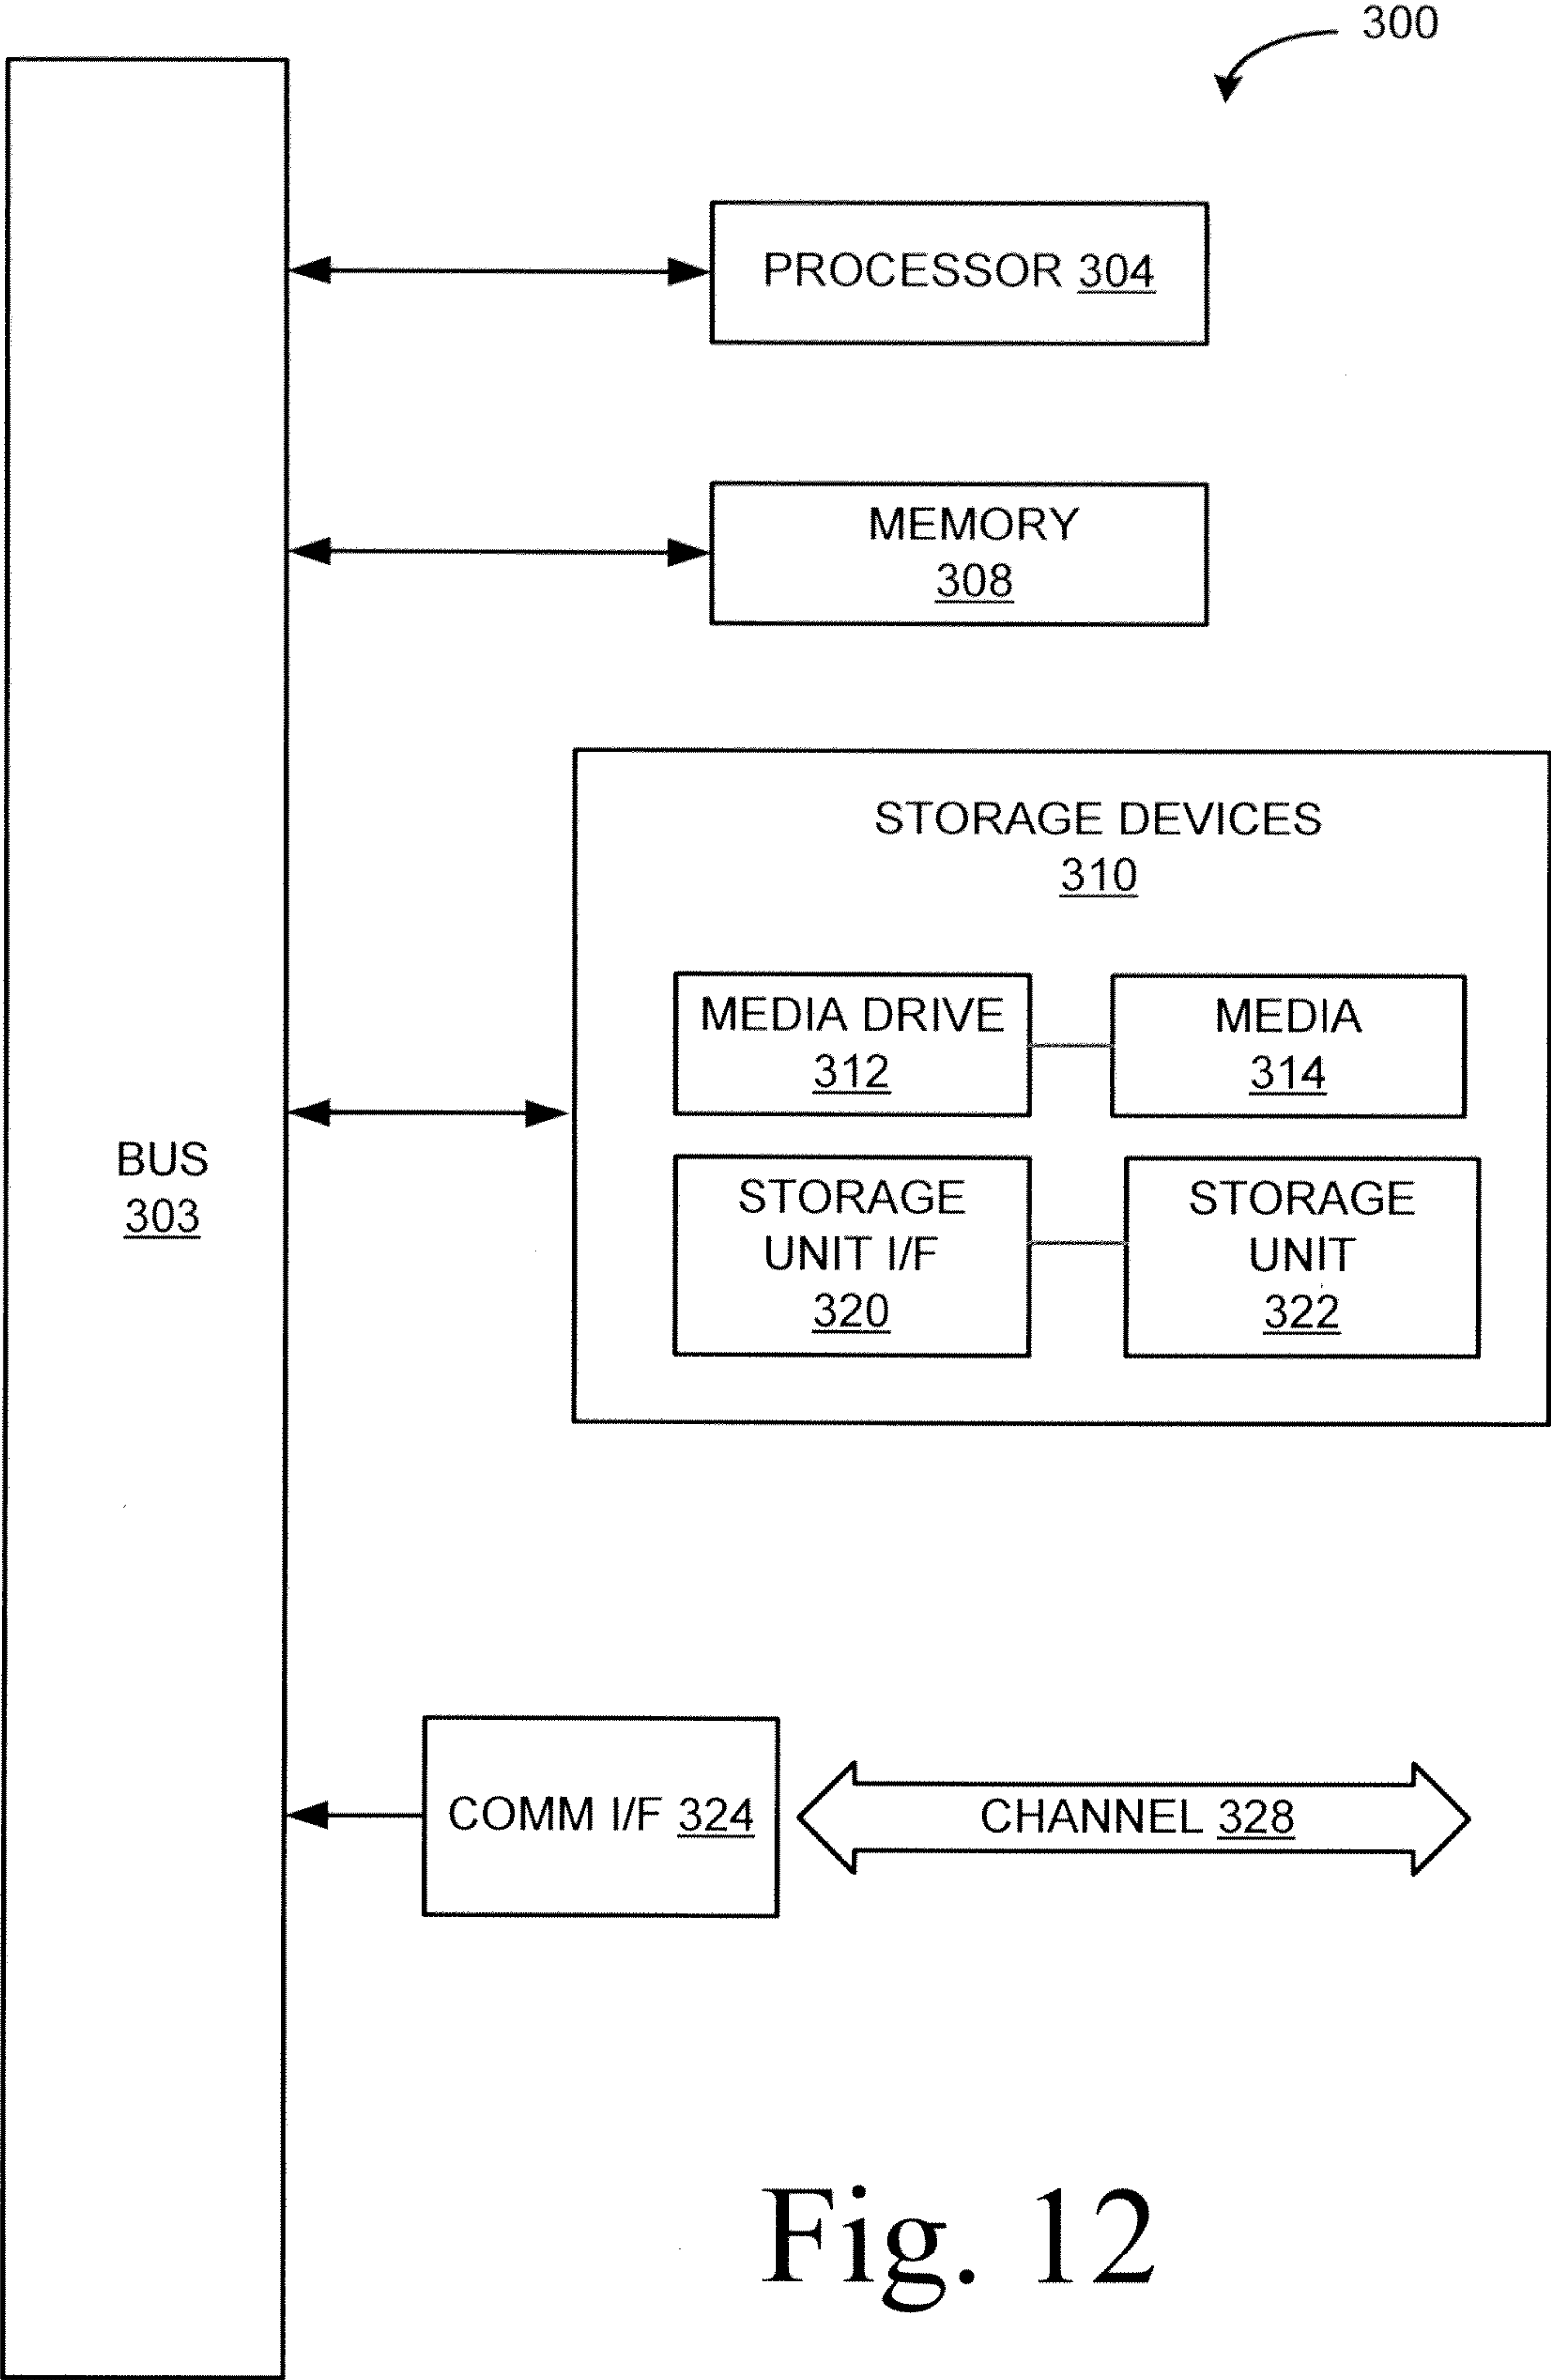 300
PROCESSOR 304
MEMORY
308
STORAGE DEVICES
310
MEDIA DRIVE
312
MEDIA
314
BUS
303
STORAGE
UNIT I/F
320
STORAGE
UNIT
322
COMM I/F 324
CHANNEL 328
Fig. 12